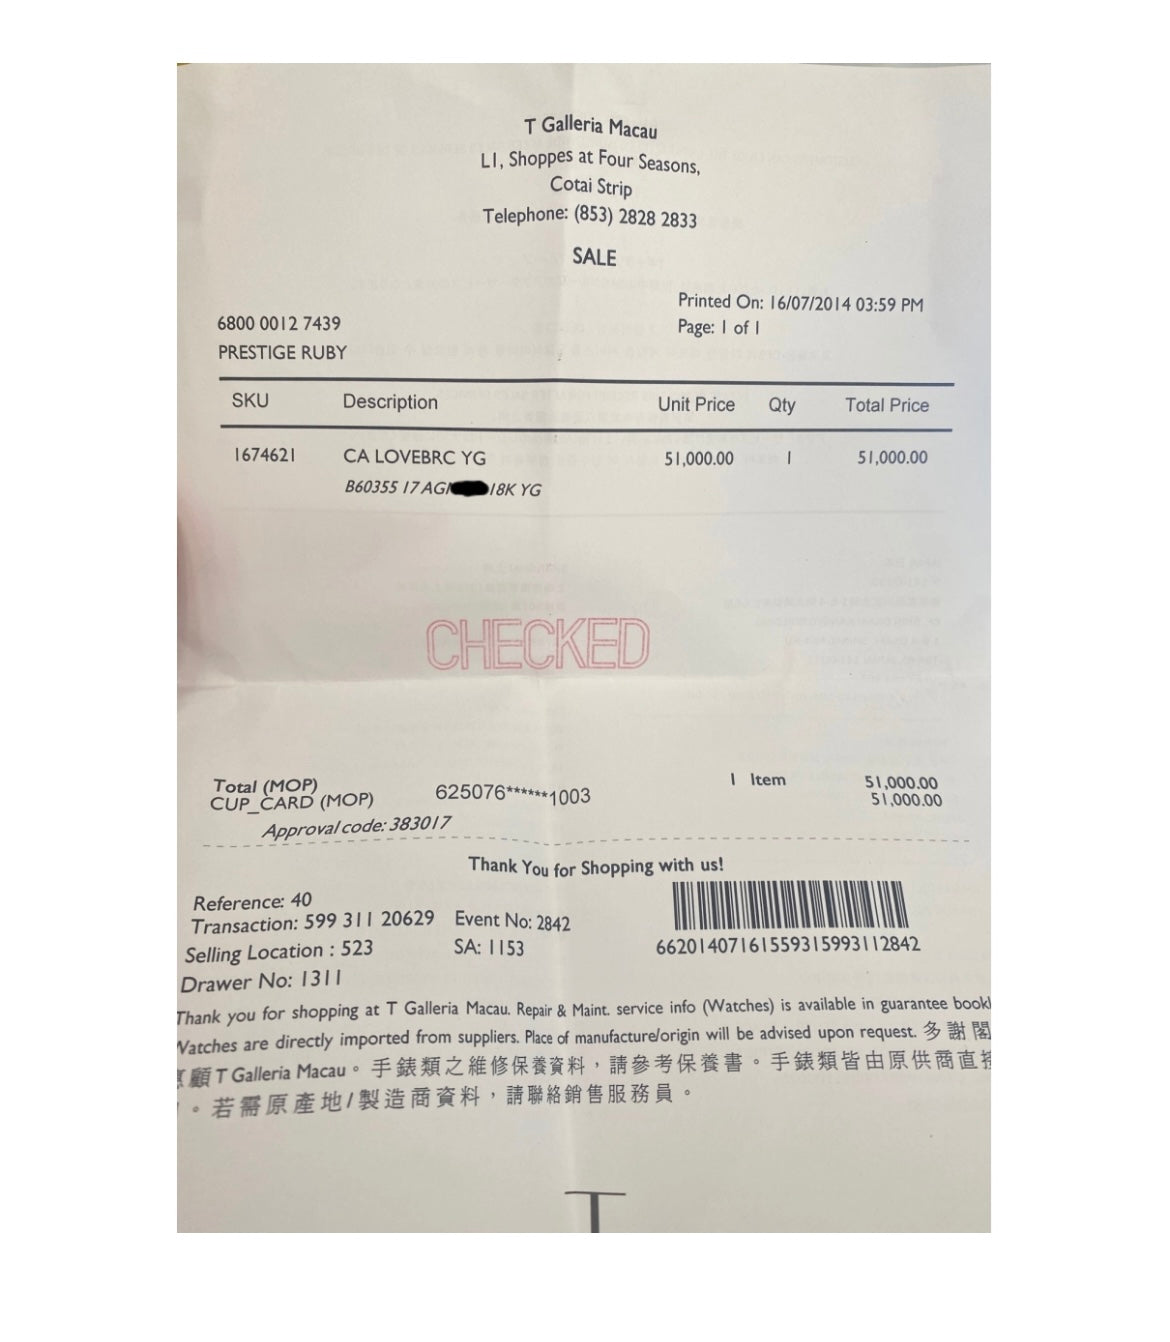 T Galleria Macau
L1, Shoppes at Four Seasons,
Cotai Strip
Telephone: (853) 2828 2833
SALE
Printed On: 16/07/2014 03:59 PM
6800 0012 7439
Page: 1 of 1
PRESTIGE RUBY
SKU Description Unit Price Qty Total Price
1674621 CA LOVEBRC YG 51,000.00 1 51,000.00
B60355 17 AG 18K YG
CHECKED
Total (MOP) 1 Item 51,000.00
CUP_CARD (MOP) 625076******1003 51,000.00
Approval code: 383017
Thank You for Shopping with us!
Reference: 40
Transaction: 599 311 20629 Event No: 2842
Selling Location : 523 SA: 1153
66201407161559315993112842
Drawer No: 1311
Thank you for shopping at T Galleria Macau. Repair & Maint. service info (Watches) is available in guarantee bookl
Watches are directly imported from suppliers. Place of manufacture/origin will be advised upon request. 多謝閣
顧 T Galleria Macau。手錶類之維修保養資料，請參考保養書。手錶類皆由原供商直接
。若需原產地/製造商資料，請聯絡銷售服務員。
T